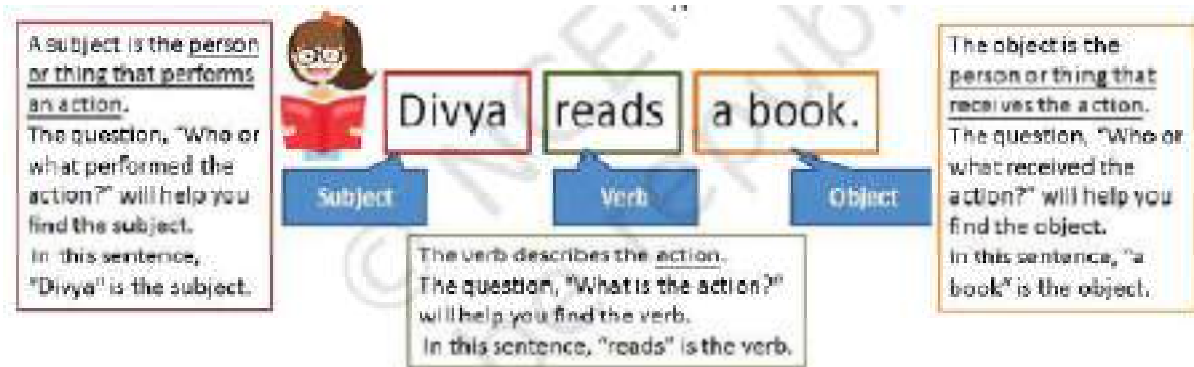 A subject is the person
or thing that performs
an action.
The question, "Who or
what performed the
action?" will help you
find the subject.
In this sentence,
"Divya" is the subject.
Divya reads a book.
Subject Verb Object
The verb describes the action.
The question, "What is the action?"
will help you find the verb.
In this sentence, "reads" is the verb.
The object is the
person or thing that
receives the action.
The question, "Who or
what received the
action?" will help you
find the object.
In this sentence, "a
book" is the object.